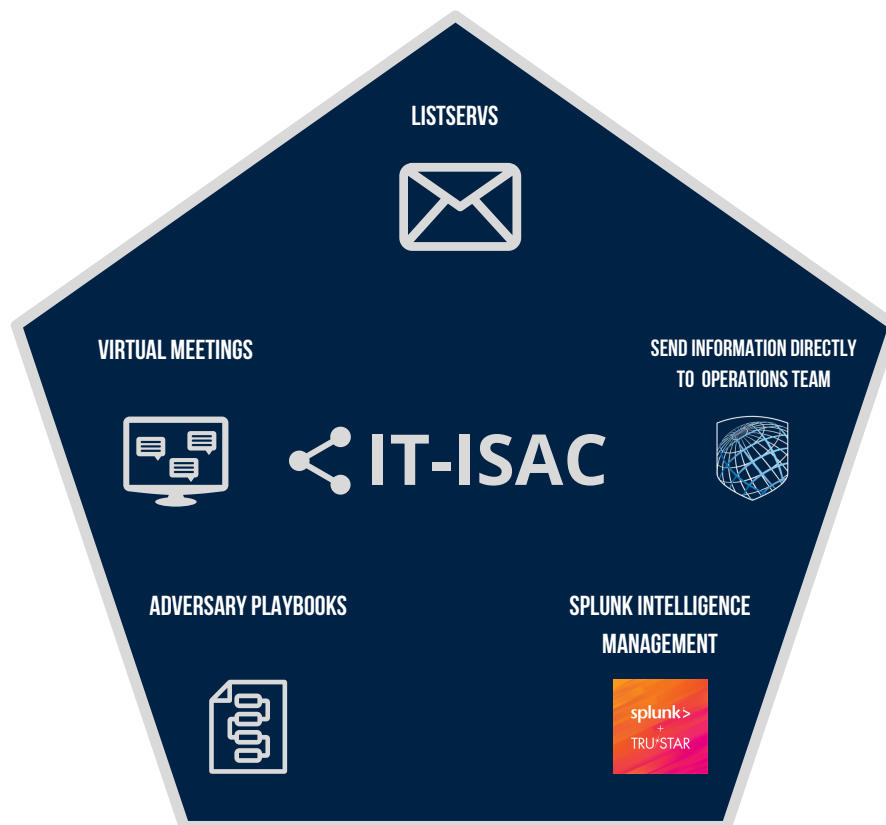 LISTSERVS
VIRTUAL MEETINGS
SEND INFORMATION DIRECTLY
TO OPERATIONS TEAM
IT-ISAC
ADVERSARY PLAYBOOKS
SPLUNK INTELLIGENCE
MANAGEMENT
splunk>
+
TRU*STAR